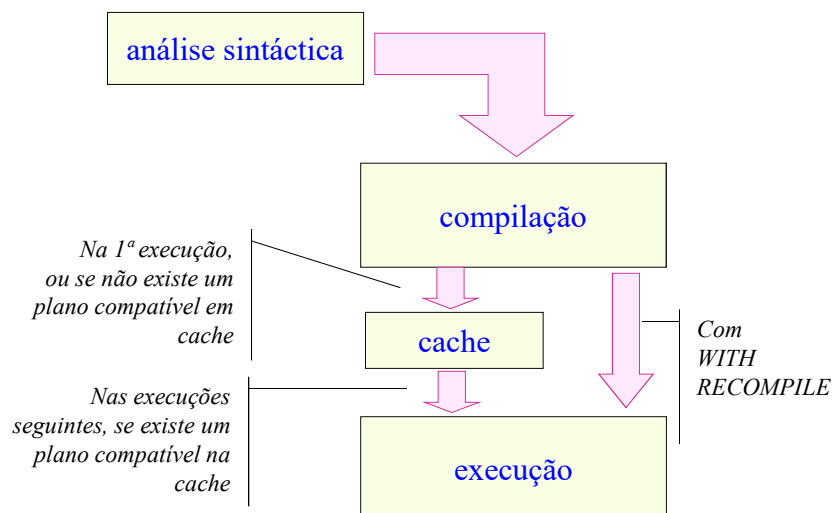 análise sintáctica
compilação
Na 1ª execução,
ou se não existe um
plano compatível em
cache
cache
Com
WITH
RECOMPILE
Nas execuções
seguintes, se existe um
plano compatível na
cache
execução